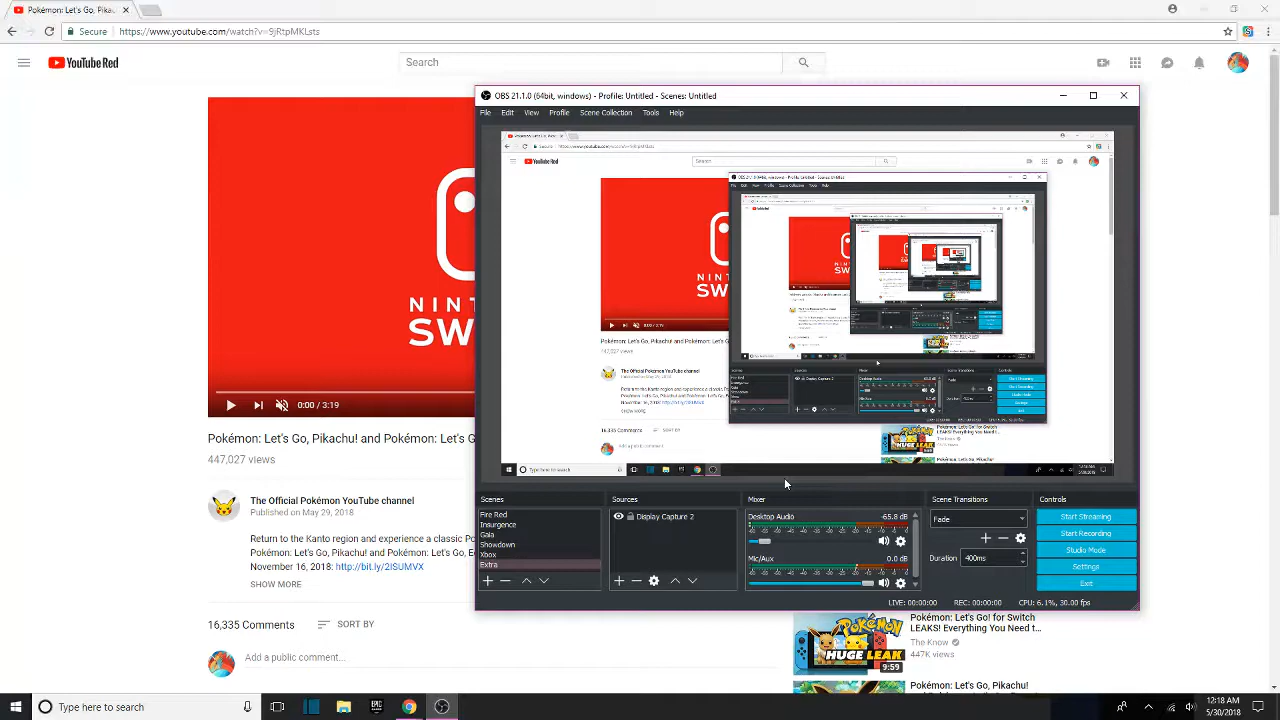 Pokémon: Let's Go, Pikac
Secure
https://www.youtube.com/watch?v=9jRtpMKLsts
YouTube Red
Search
NIN
SW
0:00 / 3:19
Pokémon: Let's Go, Pikachu! and Pokémon: Let's G
447,027 views
The Official Pokémon YouTube channel
Published on May 29, 2018
Return to the Kanto region and experience a classic
Pokémon: Let's Go, Pikachu! and Pokémon: Let's Go, E
November 16, 2018: http://bit.ly/2ISUMVX
SHOW MORE
16,335 Comments
SORT BY
Add a public comment...
OBS 21.1.0 (64bit, windows) - Profile: Untitled - Scenes: Untitled
File Edit View Profile Scene Collection Tools Help
Scenes
Fire Red
Insurgence
Gaia
Showdown
Xbox
Extra
Sources
Display Capture 2
Mixer
Desktop Audio
-65.8 dB
Mic/Aux
0.0 dB
Scene Transitions
Fade
Duration 400ms
Controls
Start Streaming
Start Recording
Studio Mode
Settings
Exit
LIVE: 00:00:00
REC: 00:00:00
CPU: 6.1%, 30.00 fps
POKÉMON
HUGE LEAK
9:59
Pokémon: Let's Go! for Switch
LEAKS! Everything You Need t...
The Know
447K views
Pokémon: Let's Go, Pikachu!
Type here to search
EPIC
12:18 AM
5/30/2018